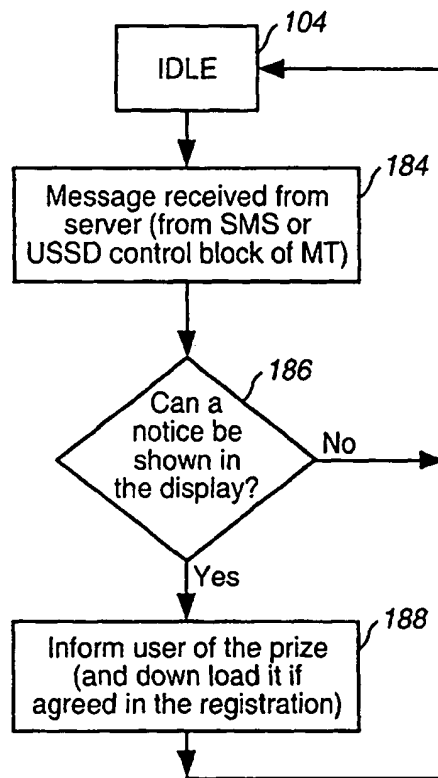 104
IDLE
184
Message received from
server (from SMS or
USSD control block of MT)
186
Can a
notice be
shown in
the display?
No
Yes
188
Inform user of the prize
(and down load it if
agreed in the registration)